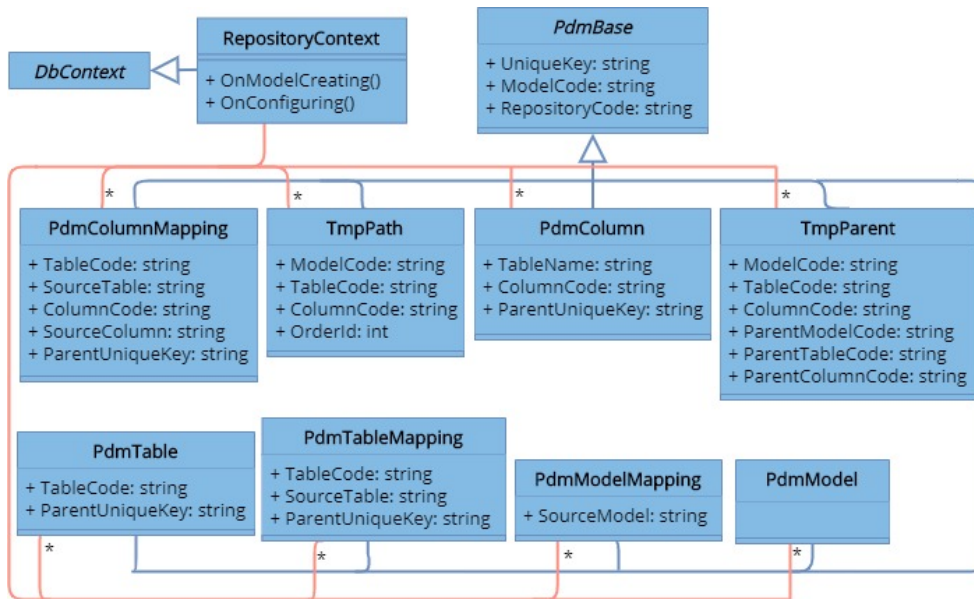 PdmBase
RepositoryContext
+ UniqueKey: string
+ ModelCode: string
+ RepositoryCode: string
DbContext
+ OnModelCreating()
+ OnConfiguring()
*
*
*
*
PdmColumnMapping
+ TableCode: string
+ SourceTable: string
+ ColumnCode: string
+ SourceColumn: string
+ ParentUniqueKey: string
TmpPath
+ ModelCode: string
+ TableCode: string
+ ColumnCode: string
+ OrderId: int
PdmColumn
+ TableName: string
+ ColumnCode: string
+ ParentUniqueKey: string
TmpParent
+ ModelCode: string
+ TableCode: string
+ ColumnCode: string
+ ParentModelCode: string
+ ParentTableCode: string
+ ParentColumnCode: string
PdmTable
+ TableCode: string
+ ParentUniqueKey: string
PdmTableMapping
+ TableCode: string
+ SourceTable: string
+ ParentUniqueKey: string
PdmModelMapping
+ SourceModel: string
PdmModel
*
*
*
*